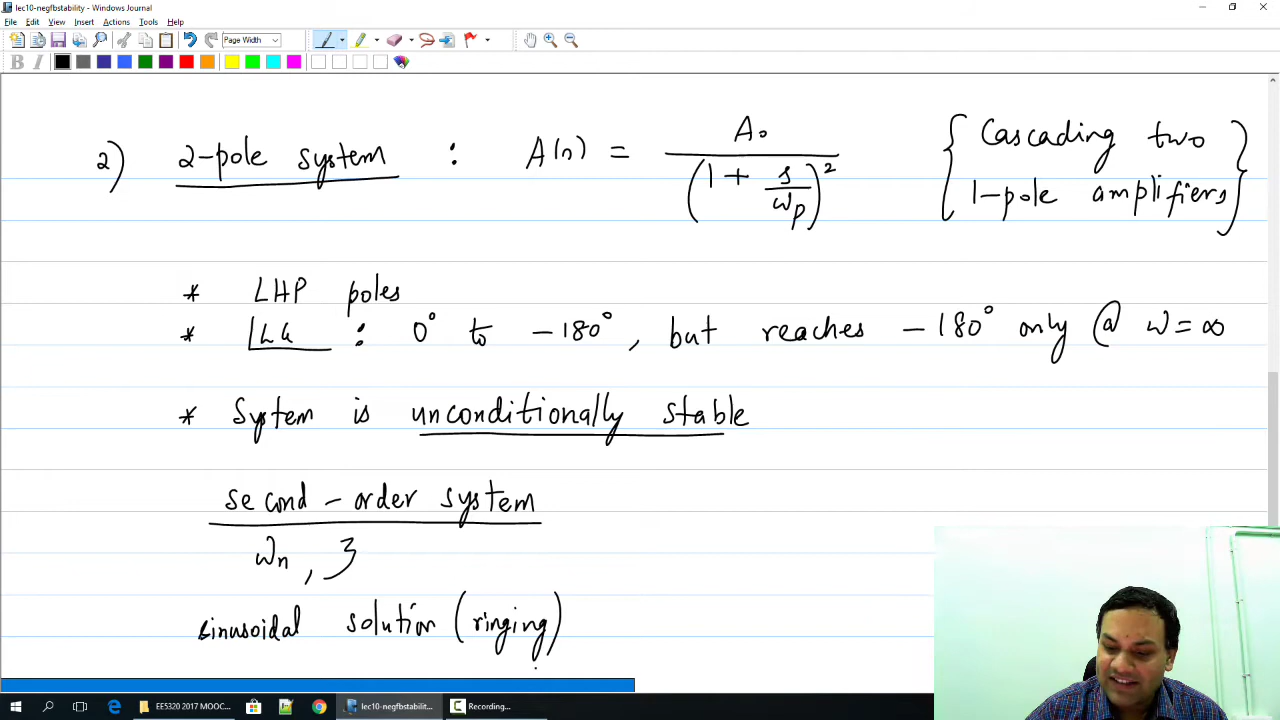 lec10-negfbstability - Windows Journal
File Edit View Insert Actions Tools Help
Page Width
B I
2) 2-pole system : A(s) = A₀ / (1 + s/ωp)² { Cascading two 1-pole amplifiers }
* LHP poles
* ∠LG : 0° to -180°, but reaches -180° only @ ω = ∞
* System is unconditionally stable
second-order system
ωn, ζ
sinusoidal solution (ringing)
EE5320 2017 MOOC... lec10-negfbstabilit... Recording...